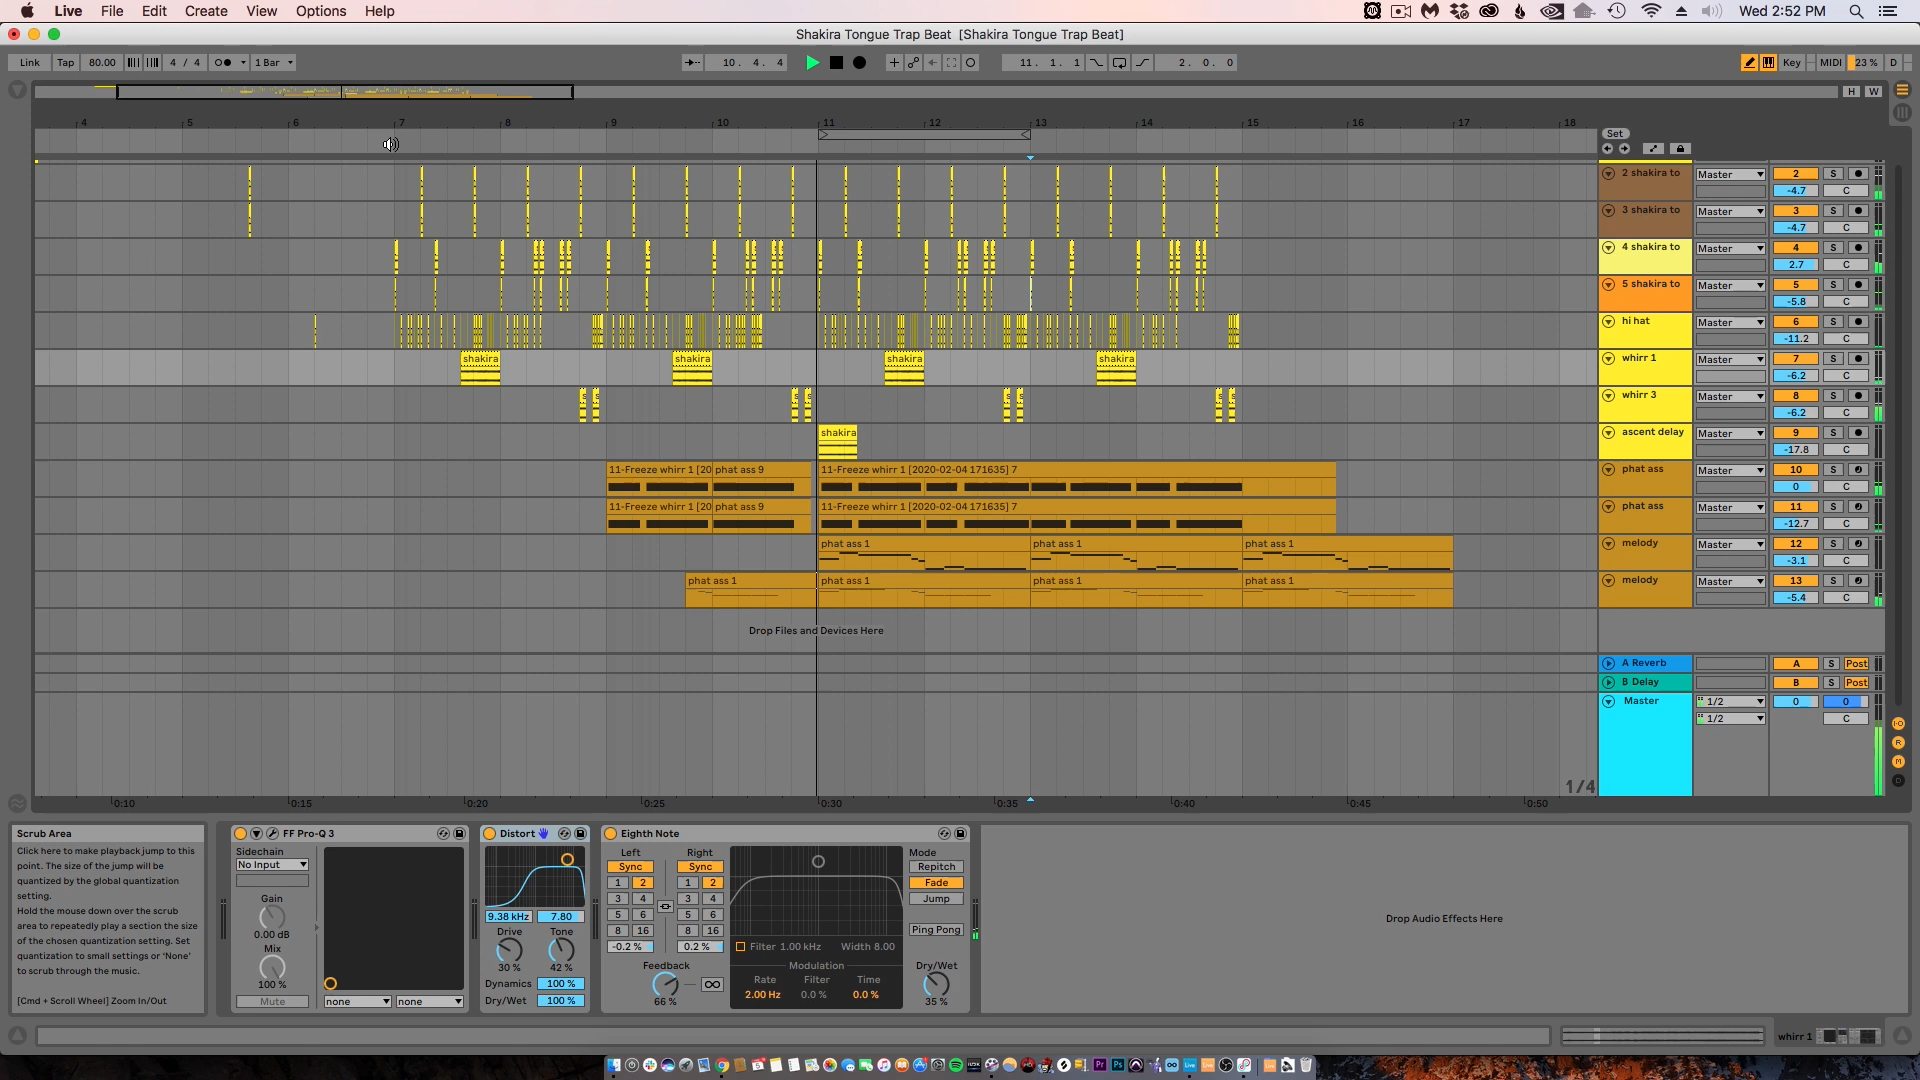 Live File Edit Create View Options Help Wed 2:52 PM
Shakira Tongue Trap Beat [Shakira Tongue Trap Beat]
Link Tap 80.00 4 / 4 1 Bar 10. 4. 4 11. 1. 1 2. 0. 0 Key MIDI 23 % D
H W
4 5 6 7 8 9 10 11 12 13 14 15 16 17 18
Set
2 shakira to Master 2 S -4.7 C
3 shakira to Master 3 S -4.7 C
4 shakira to Master 4 S 2.7 C
5 shakira to Master 5 S -5.8 C
hi hat Master 6 S -11.2 C
shakira shakira shakira shakira whirr 1 Master 7 S -6.2 C
whirr 3 Master 8 S -6.2 C
shakira ascent delay Master 9 S -17.8 C
11-Freeze whirr 1 [20 phat ass 9 11-Freeze whirr 1 [2020-02-04 171635] 7 phat ass Master 10 S 0 C
11-Freeze whirr 1 [20 phat ass 9 11-Freeze whirr 1 [2020-02-04 171635] 7 phat ass Master 11 S -12.7 C
phat ass 1 phat ass 1 phat ass 1 melody Master 12 S -3.1 C
phat ass 1 phat ass 1 phat ass 1 phat ass 1 melody Master 13 S -5.4 C
Drop Files and Devices Here
A Reverb A S Post
B Delay B S Post
Master 1/2 0 0
1/2 C
1/4
0:10 0:15 0:20 0:25 0:30 0:35 0:40 0:45 0:50
Scrub Area
Click here to make playback jump to this
point. The size of the jump will be
quantized by the global quantization
setting.
Hold the mouse down over the scrub
area to repeatedly play a section the size
of the chosen quantization setting. Set
quantization to small settings or 'None'
to scrub through the music.
[Cmd + Scroll Wheel] Zoom In/Out
FF Pro-Q 3
Sidechain
No Input
Gain
0.00 dB
Mix
100 %
Mute none none
Distort
9.38 kHz 7.80
Drive Tone
30 % 42 %
Dynamics 100 %
Dry/Wet 100 %
Eighth Note
Left Right
Sync Sync
1 2 1 2
3 4 3 4
5 6 5 6
8 16 8 16
-0.2 % 0.2 %
Feedback
66 %
Filter 1.00 kHz Width 8.00
Modulation
Rate Filter Time
2.00 Hz 0.0 % 0.0 %
Mode
Repitch
Fade
Jump
Ping Pong
Dry/Wet
35 %
Drop Audio Effects Here
whirr 1